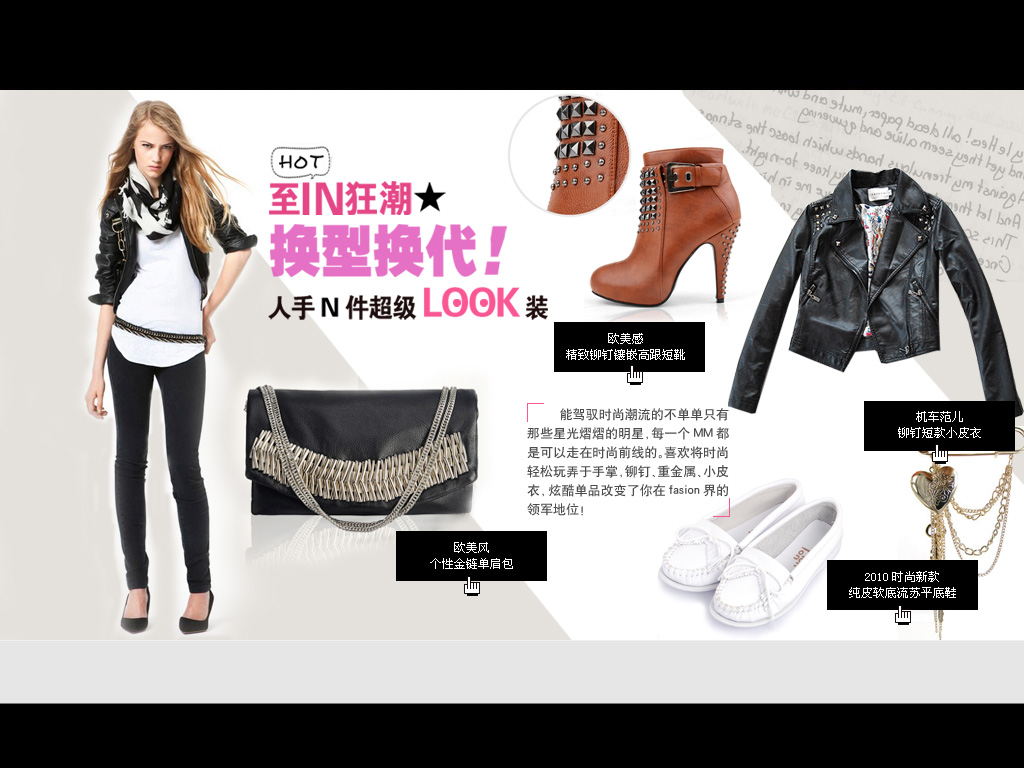 HOT
至IN狂潮★
换型换代!
人手 N 件超级 LOOK 装
欧美感
精致铆钉镶嵌高跟短靴
机车范儿
铆钉短款小皮衣
能驾驭时尚潮流的不单单只有
那些星光熠熠的明星, 每一个 MM 都
是可以走在时尚前线的。喜欢将时尚
轻松玩弄于手掌, 铆钉、重金属、小皮
衣, 炫酷单品改变了你在 fasion 界的
领军地位!
欧美风
个性金链单肩包
2010 时尚新款
纯皮软底流苏平底鞋